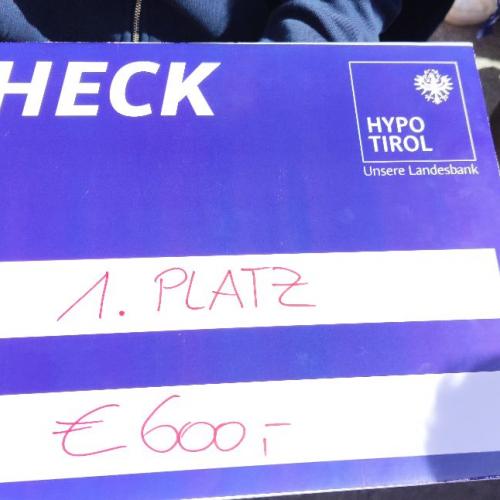 HECK
HYPO
TIROL
Unsere Landesbank
1. PLATZ
€ 600,-